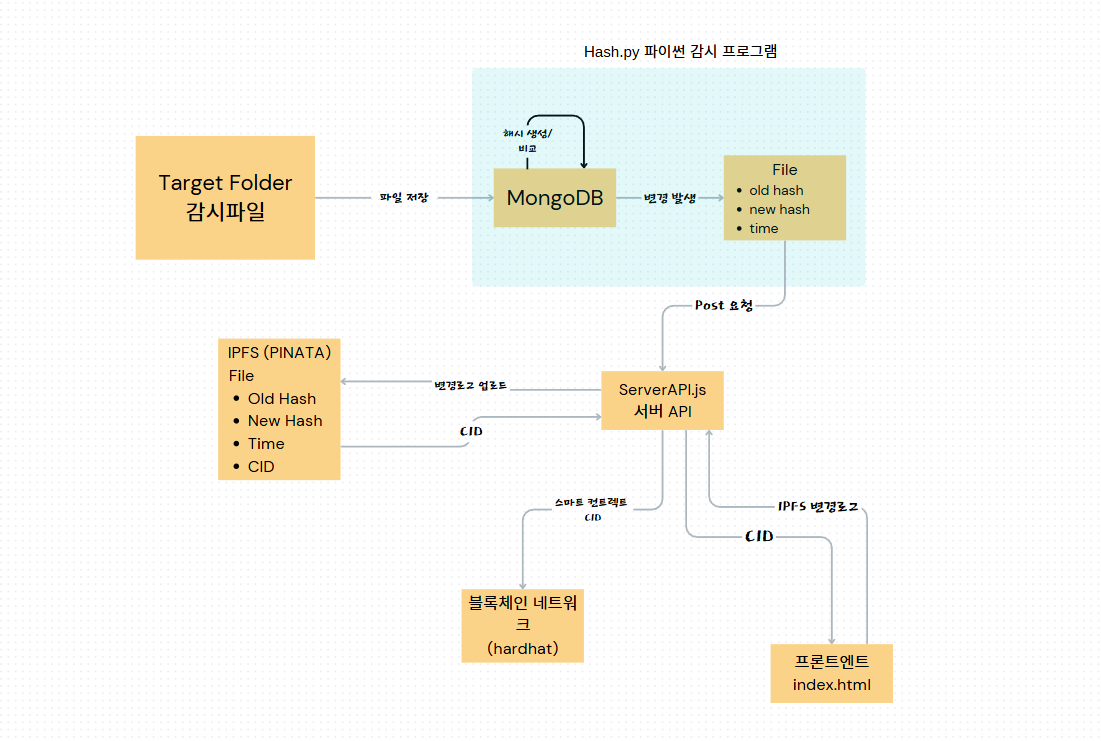 Hash.py 파이썬 감시 프로그램
해시 생성/
비교
Target Folder
감시파일
파일 저장
MongoDB
변경 발생
File
• old hash
• new hash
• time
Post 요청
IPFS (PINATA)
File
• Old Hash
• New Hash
• Time
• CID
변경로그 업로드
CID
ServerAPI.js
서버 API
스마트 컨트렉트
CID
IPFS 변경로그
CID
블록체인 네트워
크
(hardhat)
프론트엔트
index.html